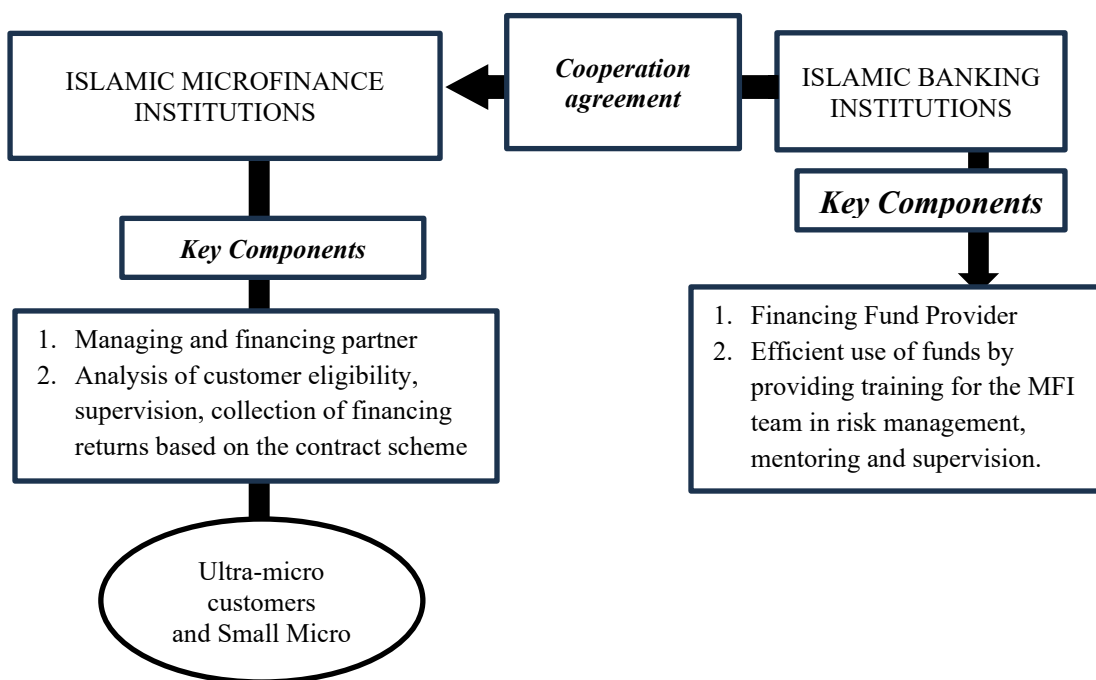 ISLAMIC MICROFINANCE
INSTITUTIONS
Cooperation
agreement
ISLAMIC BANKING
INSTITUTIONS
Key Components
Key Components
1. Managing and financing partner
2. Analysis of customer eligibility,
supervision, collection of financing
returns based on the contract scheme
1. Financing Fund Provider
2. Efficient use of funds by
providing training for the MFI
team in risk management,
mentoring and supervision.
Ultra-micro
customers
and Small Micro